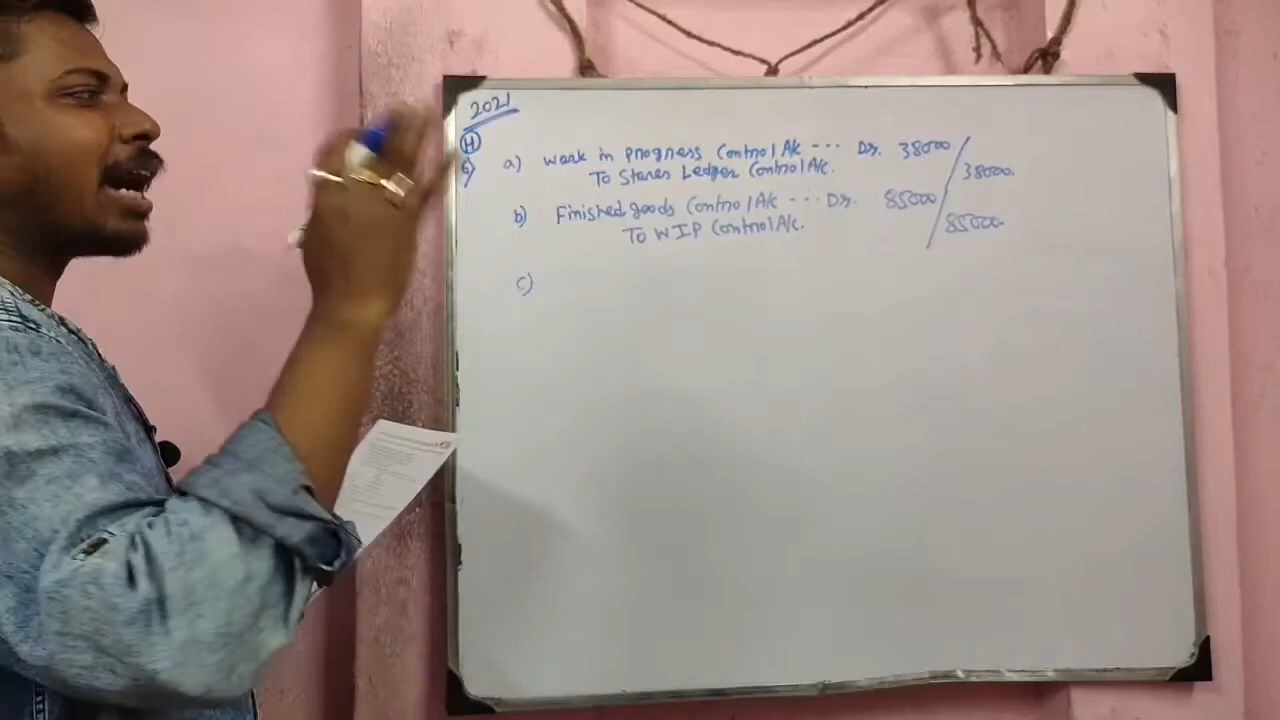 2021
H
6) a) Work in progress Control A/c --- Dr. 38000
To Stores Ledger Control A/c. 38000.
b) Finished goods Control A/c --- Dr. 85000
To WIP Control A/c. 85000.
c)